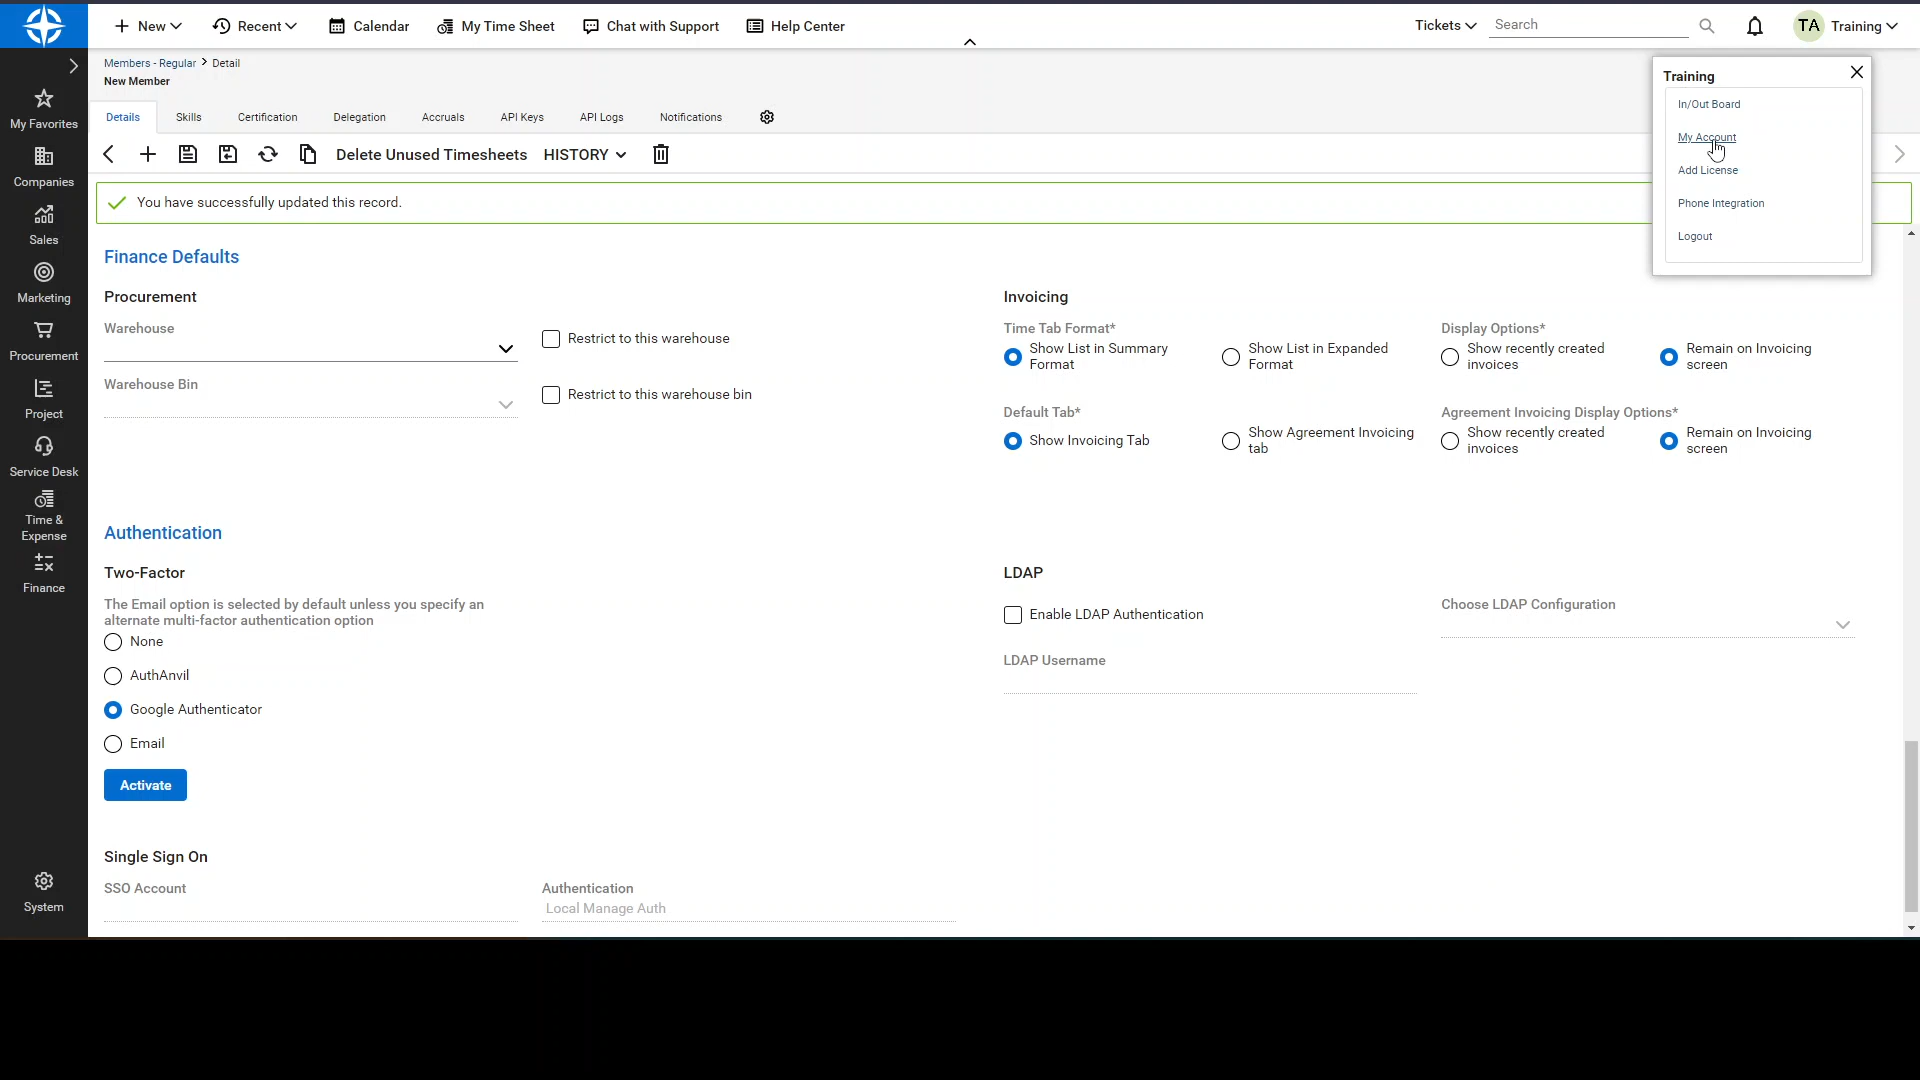 New
Recent
Calendar
My Time Sheet
Chat with Support
Help Center
Tickets
Search
TA
Training
Members - Regular > Detail
New Member
Training
In/Out Board
My Account
Add License
Phone Integration
Logout
My Favorites
Companies
Sales
Marketing
Procurement
Project
Service Desk
Time &
Expense
Finance
System
Details
Skills
Certification
Delegation
Accruals
API Keys
API Logs
Notifications
Delete Unused Timesheets
HISTORY
You have successfully updated this record.
Finance Defaults
Procurement
Warehouse
Restrict to this warehouse
Warehouse Bin
Restrict to this warehouse bin
Invoicing
Time Tab Format*
Show List in Summary
Format
Show List in Expanded
Format
Display Options*
Show recently created
invoices
Remain on Invoicing
screen
Default Tab*
Show Invoicing Tab
Show Agreement Invoicing
tab
Agreement Invoicing Display Options*
Show recently created
invoices
Remain on Invoicing
screen
Authentication
Two-Factor
The Email option is selected by default unless you specify an
alternate multi-factor authentication option
None
AuthAnvil
Google Authenticator
Email
Activate
LDAP
Enable LDAP Authentication
Choose LDAP Configuration
LDAP Username
Single Sign On
SSO Account
Authentication
Local Manage Auth